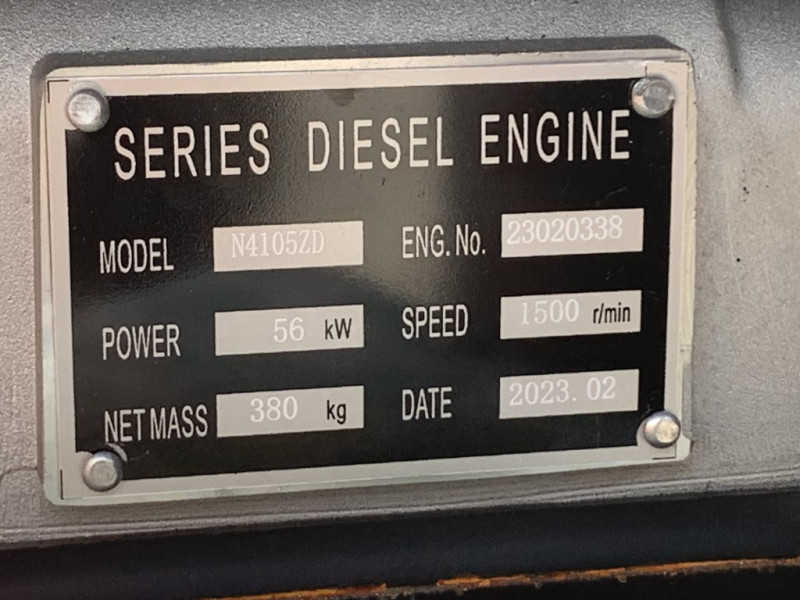 SERIES DIESEL ENGINE
MODEL N4105ZD ENG.No. 23020338
POWER 56 kW SPEED 1500 r/min
NET MASS 380 kg DATE 2023.02